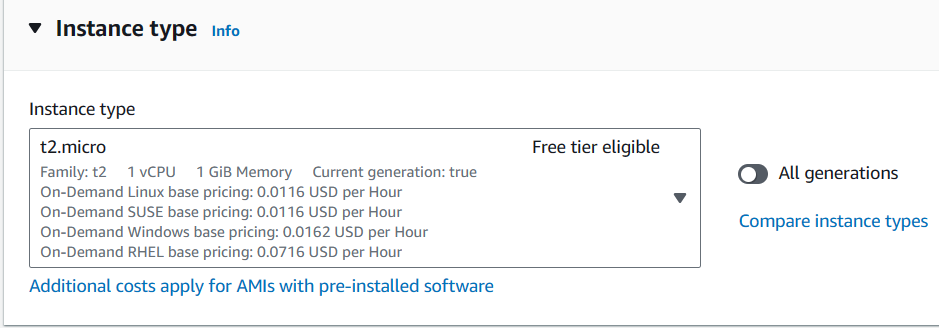 Instance type Info
Instance type
t2.micro Free tier eligible
Family: t2 1 vCPU 1 GiB Memory Current generation: true
On-Demand Linux base pricing: 0.0116 USD per Hour
On-Demand SUSE base pricing: 0.0116 USD per Hour
On-Demand Windows base pricing: 0.0162 USD per Hour
On-Demand RHEL base pricing: 0.0716 USD per Hour
All generations
Compare instance types
Additional costs apply for AMIs with pre-installed software